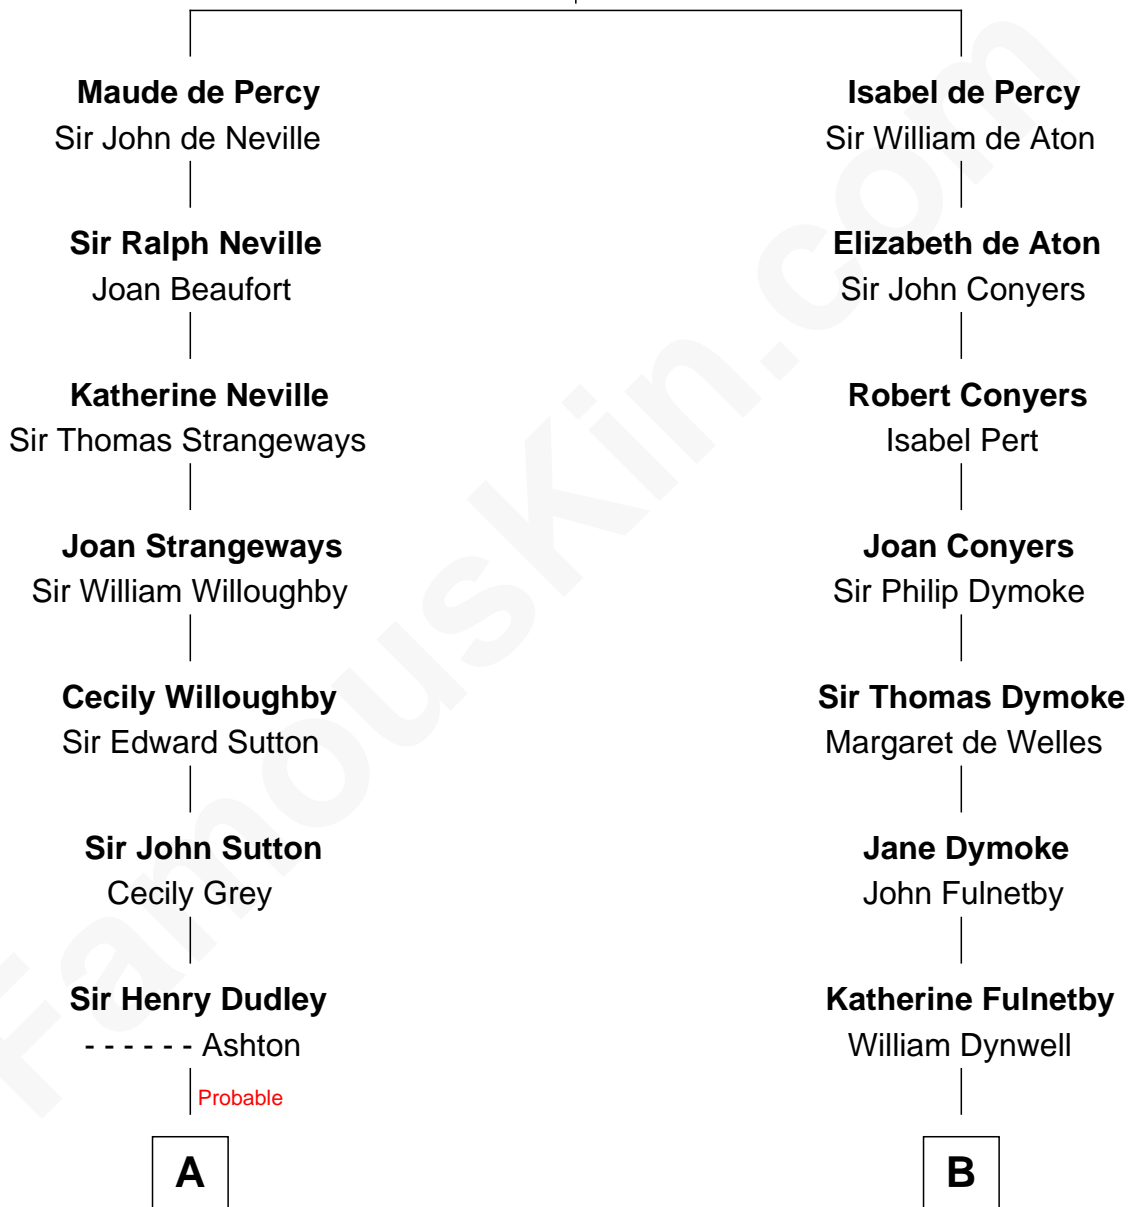 Maude de Percy
Sir John de Neville
Isabel de Percy
Sir William de Aton
Sir Ralph Neville
Joan Beaufort
Elizabeth de Aton
Sir John Conyers
Katherine Neville
Sir Thomas Strangeways
Robert Conyers
Isabel Pert
Joan Strangeways
Sir William Willoughby
Joan Conyers
Sir Philip Dymoke
Cecily Willoughby
Sir Edward Sutton
Sir Thomas Dymoke
Margaret de Welles
Sir John Sutton
Cecily Grey
Jane Dymoke
John Fulnetby
Sir Henry Dudley
- - - - - - Ashton
Probable
Katherine Fulnetby
William Dynwell
A
B
FamousKin.com